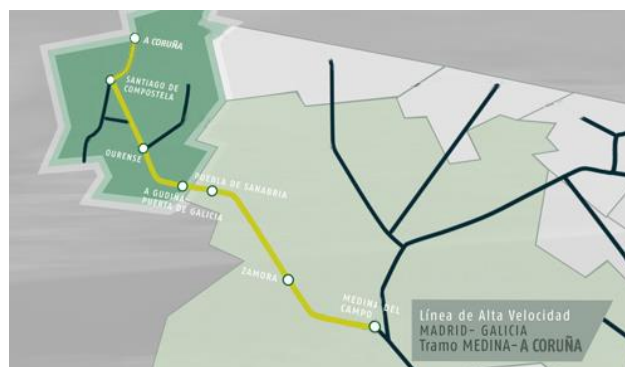 A CORUÑA
SANTIAGO DE
COMPOSTELA
OURENSE
A GUDIÑA-
PUERTA DE GALICIA
PUEBLA DE SANABRIA
ZAMORA
MEDINA DEL
CAMPO
Línea de Alta Velocidad
MADRID- GALICIA
Tramo MEDINA- A CORUÑA